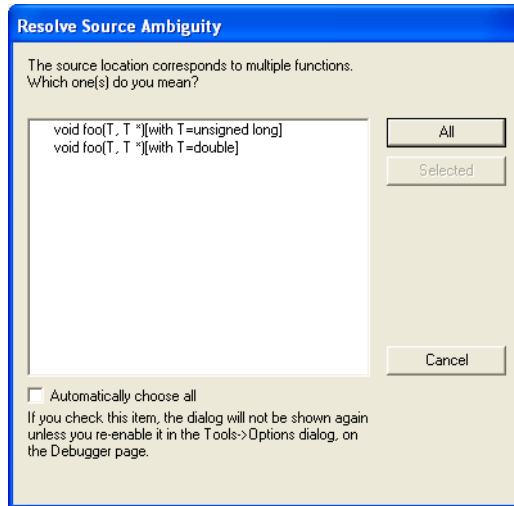 Resolve Source Ambiguity
The source location corresponds to multiple functions.
Which one(s) do you mean?
void foo(T, T *)[with T=unsigned long]
void foo(T, T *)[with T=double]
All
Selected
Cancel
Automatically choose all
If you check this item, the dialog will not be shown again
unless you re-enable it in the Tools->Options dialog, on
the Debugger page.